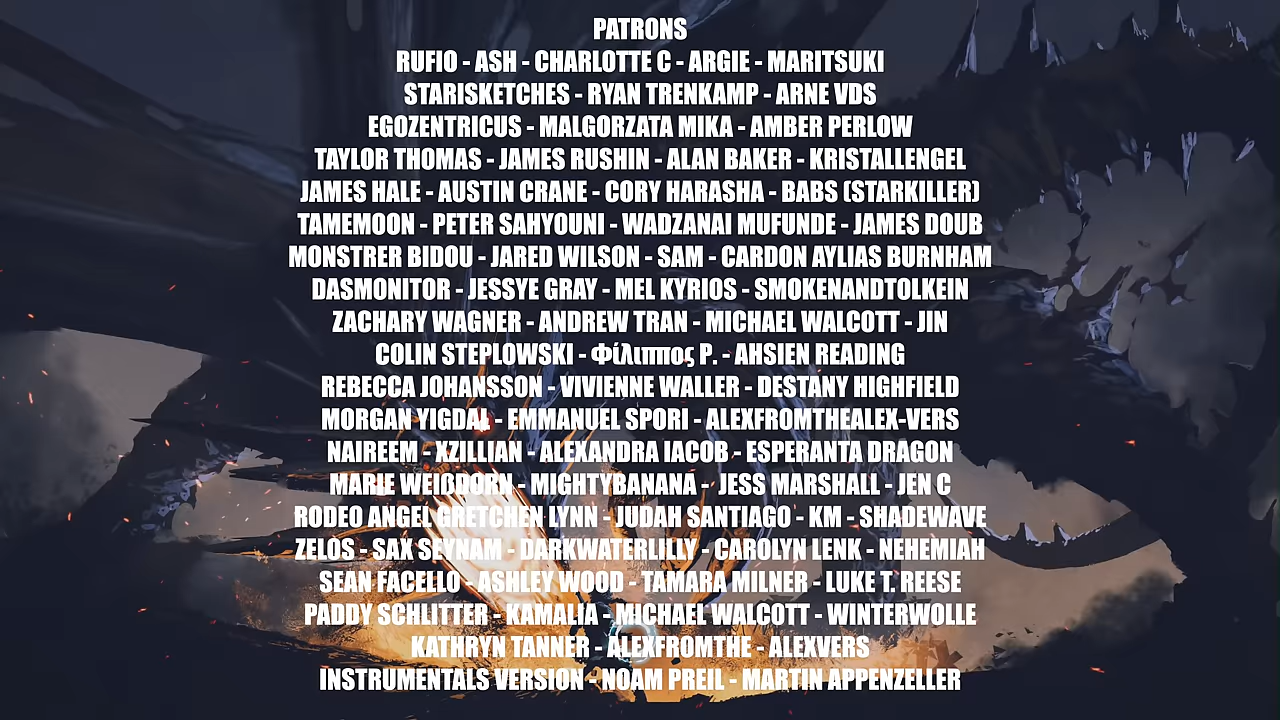 PATRONS
RUFIO - ASH - CHARLOTTE C - ARGIE - MARITSUKI
STARISKETCHES - RYAN TRENKAMP - ARNE VDS
EGOZENTRICUS - MALGORZATA MIKA - AMBER PERLOW
TAYLOR THOMAS - JAMES RUSHIN - ALAN BAKER - KRISTALLENGEL
JAMES HALE - AUSTIN CRANE - CORY HARASHA - BABS (STARKILLER)
TAMEMOON - PETER SAHYOUNI - WADZANAI MUFUNDE - JAMES DOUB
MONSTRER BIDOU - JARED WILSON - SAM - CARDON AYLIAS BURNHAM
DASMONITOR - JESSYE GRAY - MEL KYRIOS - SMOKENANDTOLKEIN
ZACHARY WAGNER - ANDREW TRAN - MICHAEL WALCOTT - JIN
COLIN STEPLOWSKI - Φίλιππος Ρ. - AHSIEN READING
REBECCA JOHANSSON - VIVIENNE WALLER - DESTANY HIGHFIELD
MORGAN YIGDAL - EMMANUEL SPORI - ALEXFROMTHEALEX-VERS
NAIREEM - XZILLIAN - ALEXANDRA IACOB - ESPERANTA DRAGON
MARIE WEIßDORN - MIGHTYBANANA - JESS MARSHALL - JEN C
RODEO ANGEL GRETCHEN LYNN - JUDAH SANTIAGO - KM - SHADEWAVE
ZELOS - SAX SEYNAM - DARKWATERLILLY - CAROLYN LENK - NEHEMIAH
SEAN FACELLO - ASHLEY WOOD - TAMARA MILNER - LUKE T. REESE
PADDY SCHLITTER - KAMALIA - MICHAEL WALCOTT - WINTERWOLLE
KATHRYN TANNER - ALEXFROMTHE - ALEXVERS
INSTRUMENTALS VERSION - NOAM PREIL - MARTIN APPENZELLER